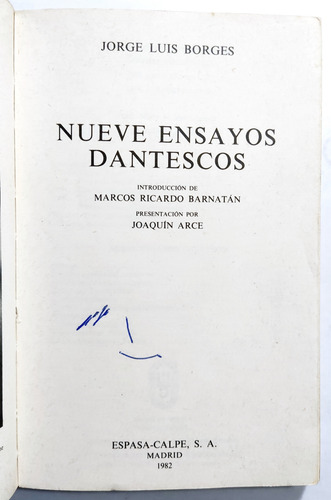 JORGE LUIS BORGES
NUEVE ENSAYOS
DANTESCOS
INTRODUCCIÓN DE
MARCOS RICARDO BARNATÁN
PRESENTACIÓN POR
JOAQUÍN ARCE
ESPASA-CALPE, S. A.
MADRID
1982